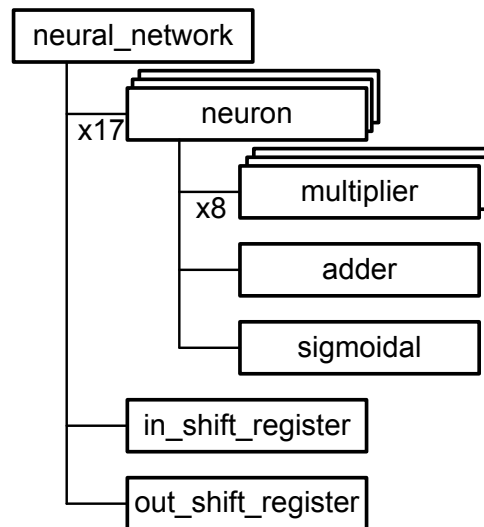 neural_network
neuron
x17
multiplier
x8
adder
sigmoidal
in_shift_register
out_shift_register